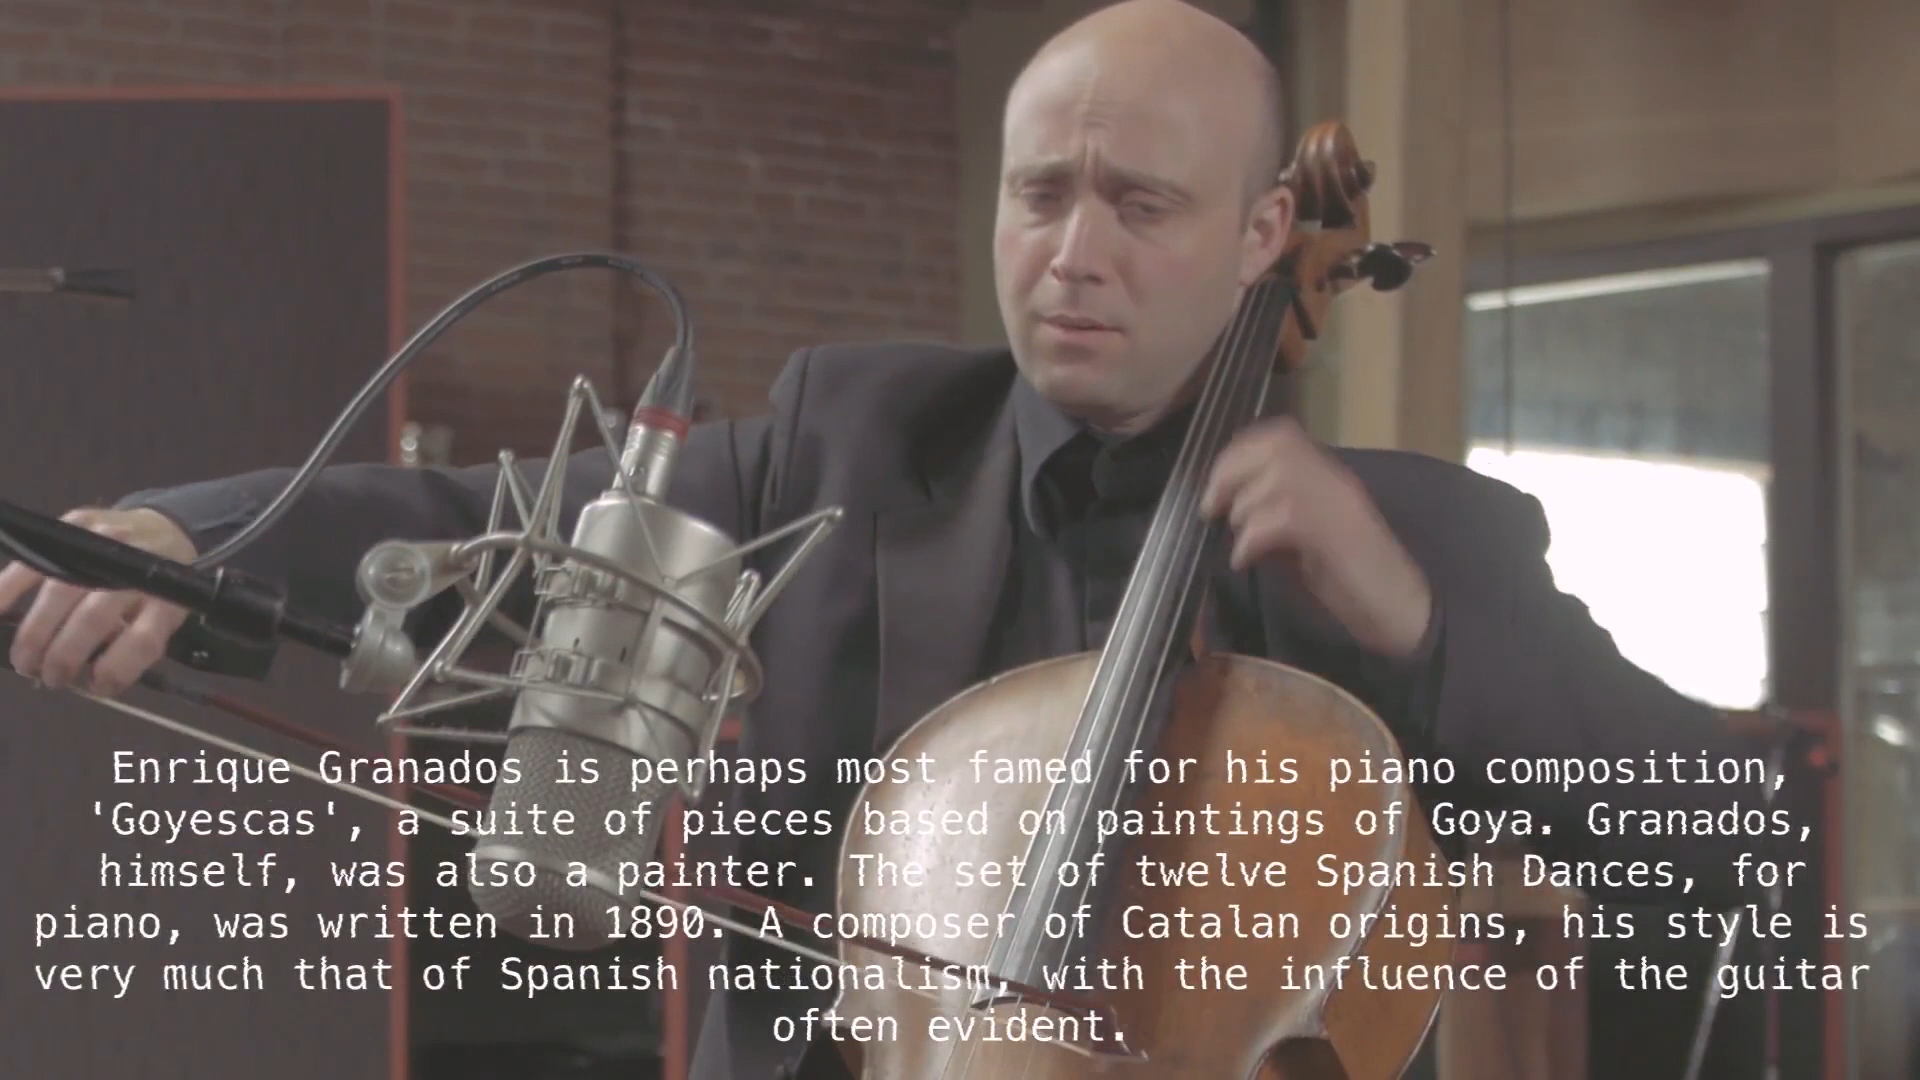 Enrique Granados is perhaps most famed for his piano composition,
'Goyescas', a suite of pieces based on paintings of Goya. Granados,
himself, was also a painter. The set of twelve Spanish Dances, for
piano, was written in 1890. A composer of Catalan origins, his style is
very much that of Spanish nationalism, with the influence of the guitar
often evident.